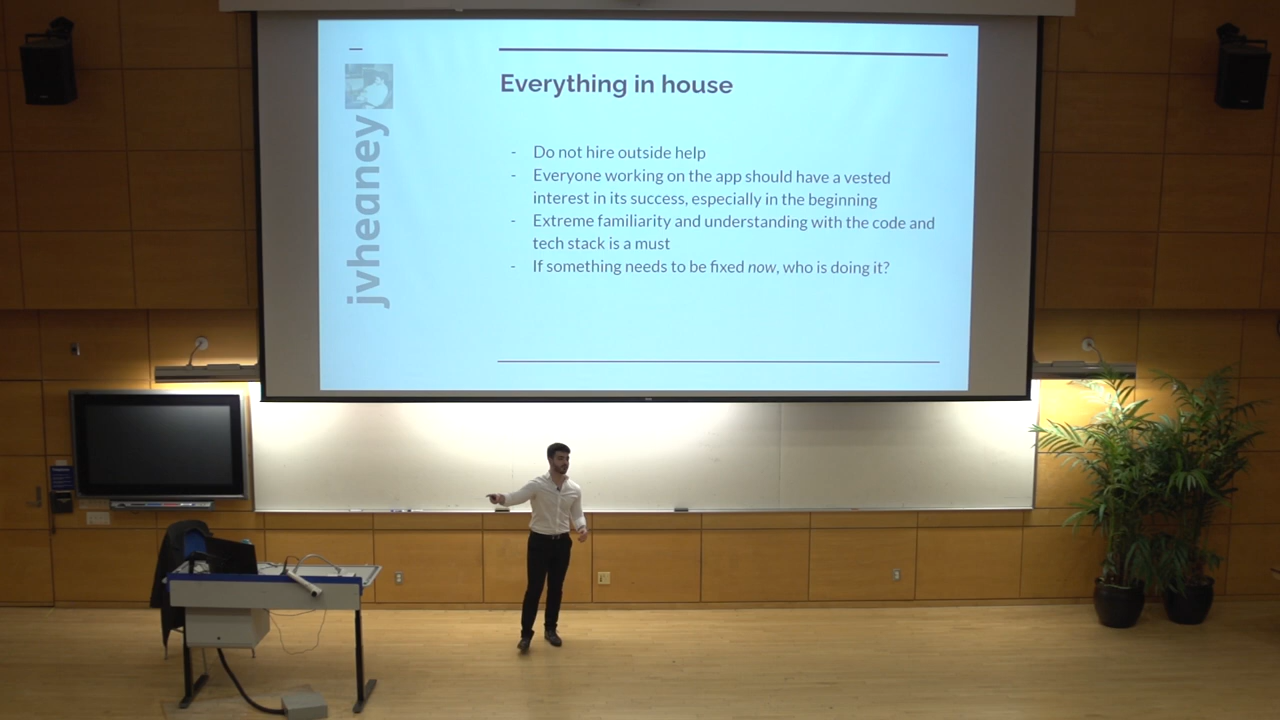 jvheaney
Everything in house
- Do not hire outside help
- Everyone working on the app should have a vested
interest in its success, especially in the beginning
- Extreme familiarity and understanding with the code and
tech stack is a must
- If something needs to be fixed now, who is doing it?